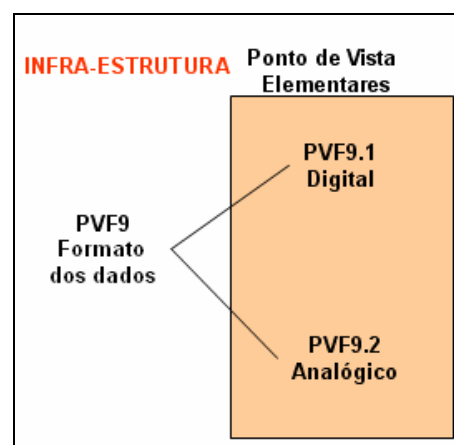 INFRA-ESTRUTURA
Ponto de Vista
Elementares
PVF9.1
Digital
PVF9
Formato
dos dados
PVF9.2
Analógico